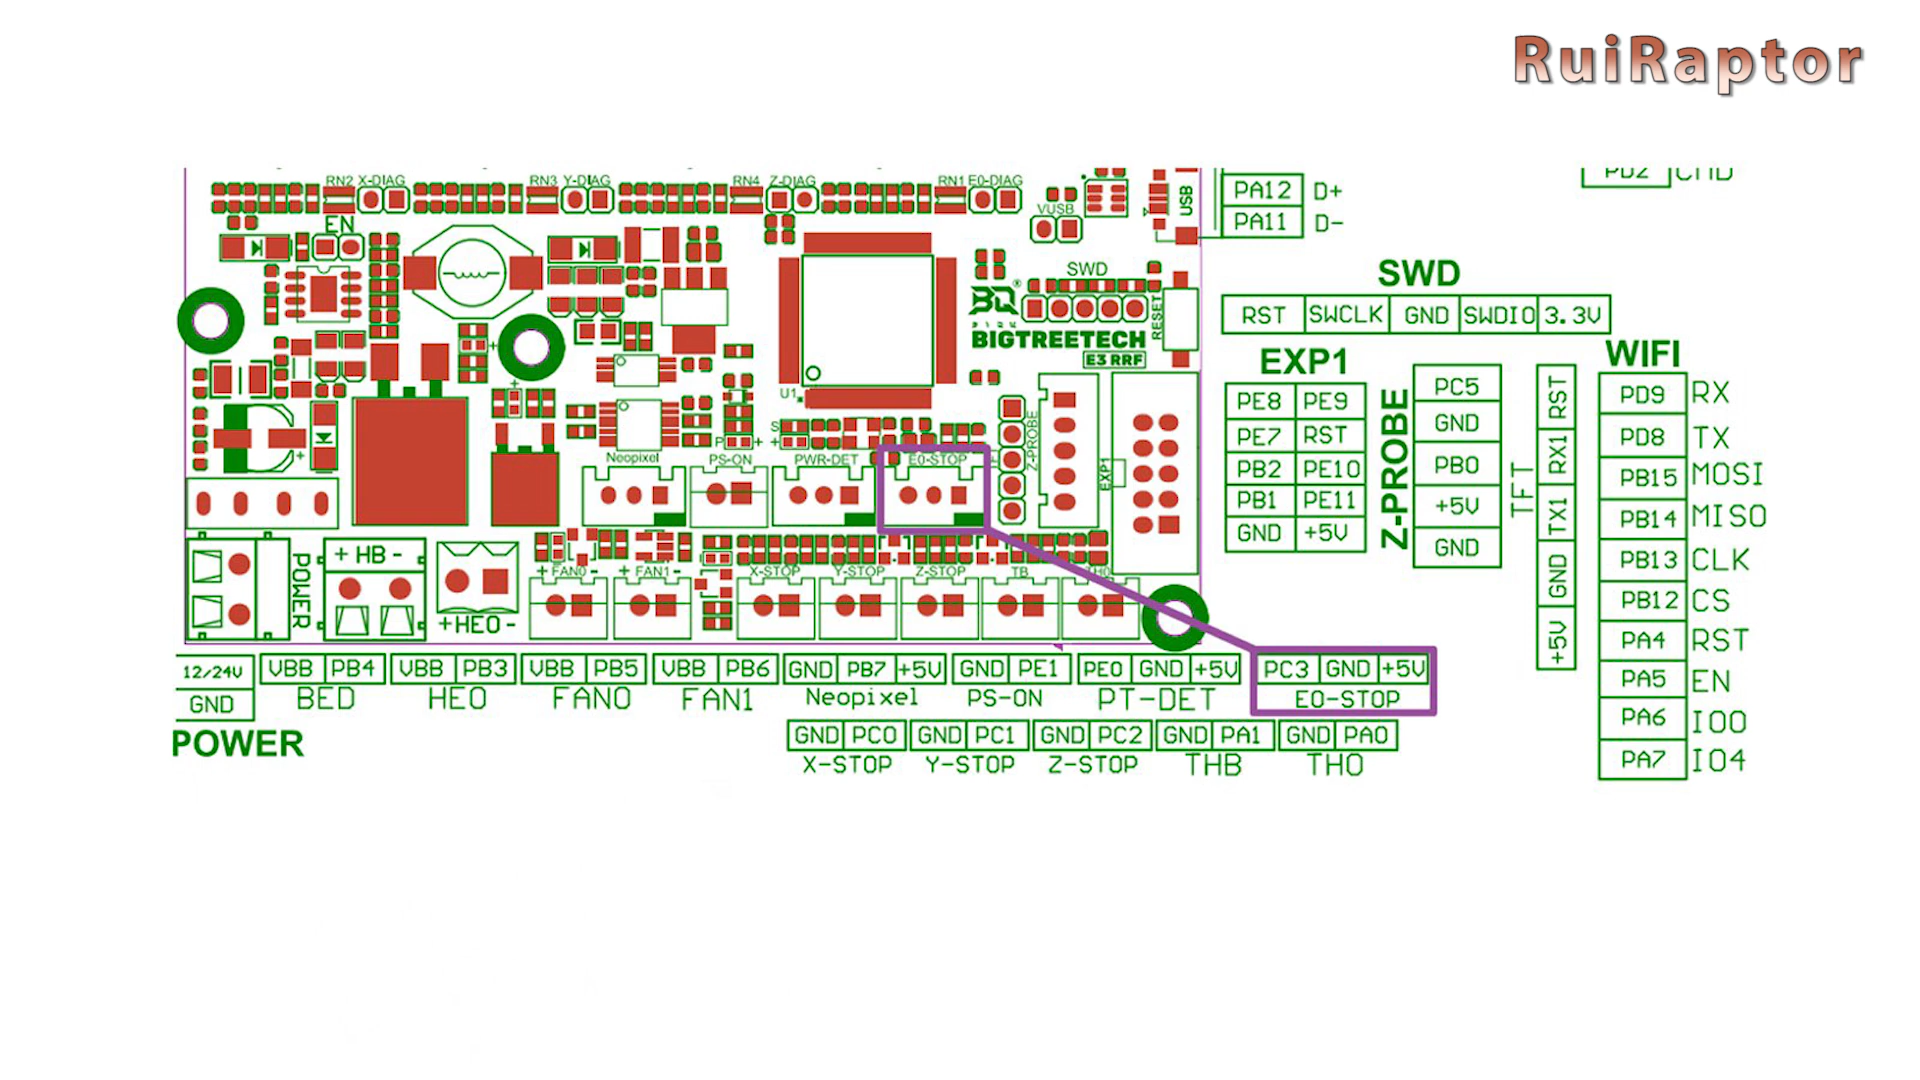 RuiRaptor
RN2 X-DIAG RN3 Y-DIAG RN4 Z-DIAG RN1 E0-DIAG
EN
VUSB
USB
PA12 D+
PA11 D-
SWD
RESET
BIGTREETECH
E3 RRF
U1
SWD
RST SWCLK GND SWDIO 3.3V
EXP1
PE8 PE9
PE7 RST
PB2 PE10
PB1 PE11
GND +5V
Z-PROBE
PC5
GND
PB0
+5V
GND
TFT
RST
RX1
TX1
GND
+5V
WIFI
PD9 RX
PD8 TX
PB15 MOSI
PB14 MISO
PB13 CLK
PB12 CS
PA4 RST
PA5 EN
PA6 IO0
PA7 IO4
Neopixel PS-ON PWR-DET E0-STOP
Z-PROBE
EXP1
POWER
+ HB -
+HE0-
+ FAN0 - + FAN1 - X-STOP Y-STOP Z-STOP TB TH0
12/24V
GND
POWER
VBB PB4
BED
VBB PB3
HE0
VBB PB5
FAN0
VBB PB6
FAN1
GND PB7 +5V
Neopixel
GND PE1
PS-ON
PE0 GND +5V
PT-DET
PC3 GND +5V
E0-STOP
GND PC0
X-STOP
GND PC1
Y-STOP
GND PC2
Z-STOP
GND PA1
THB
GND PA0
TH0